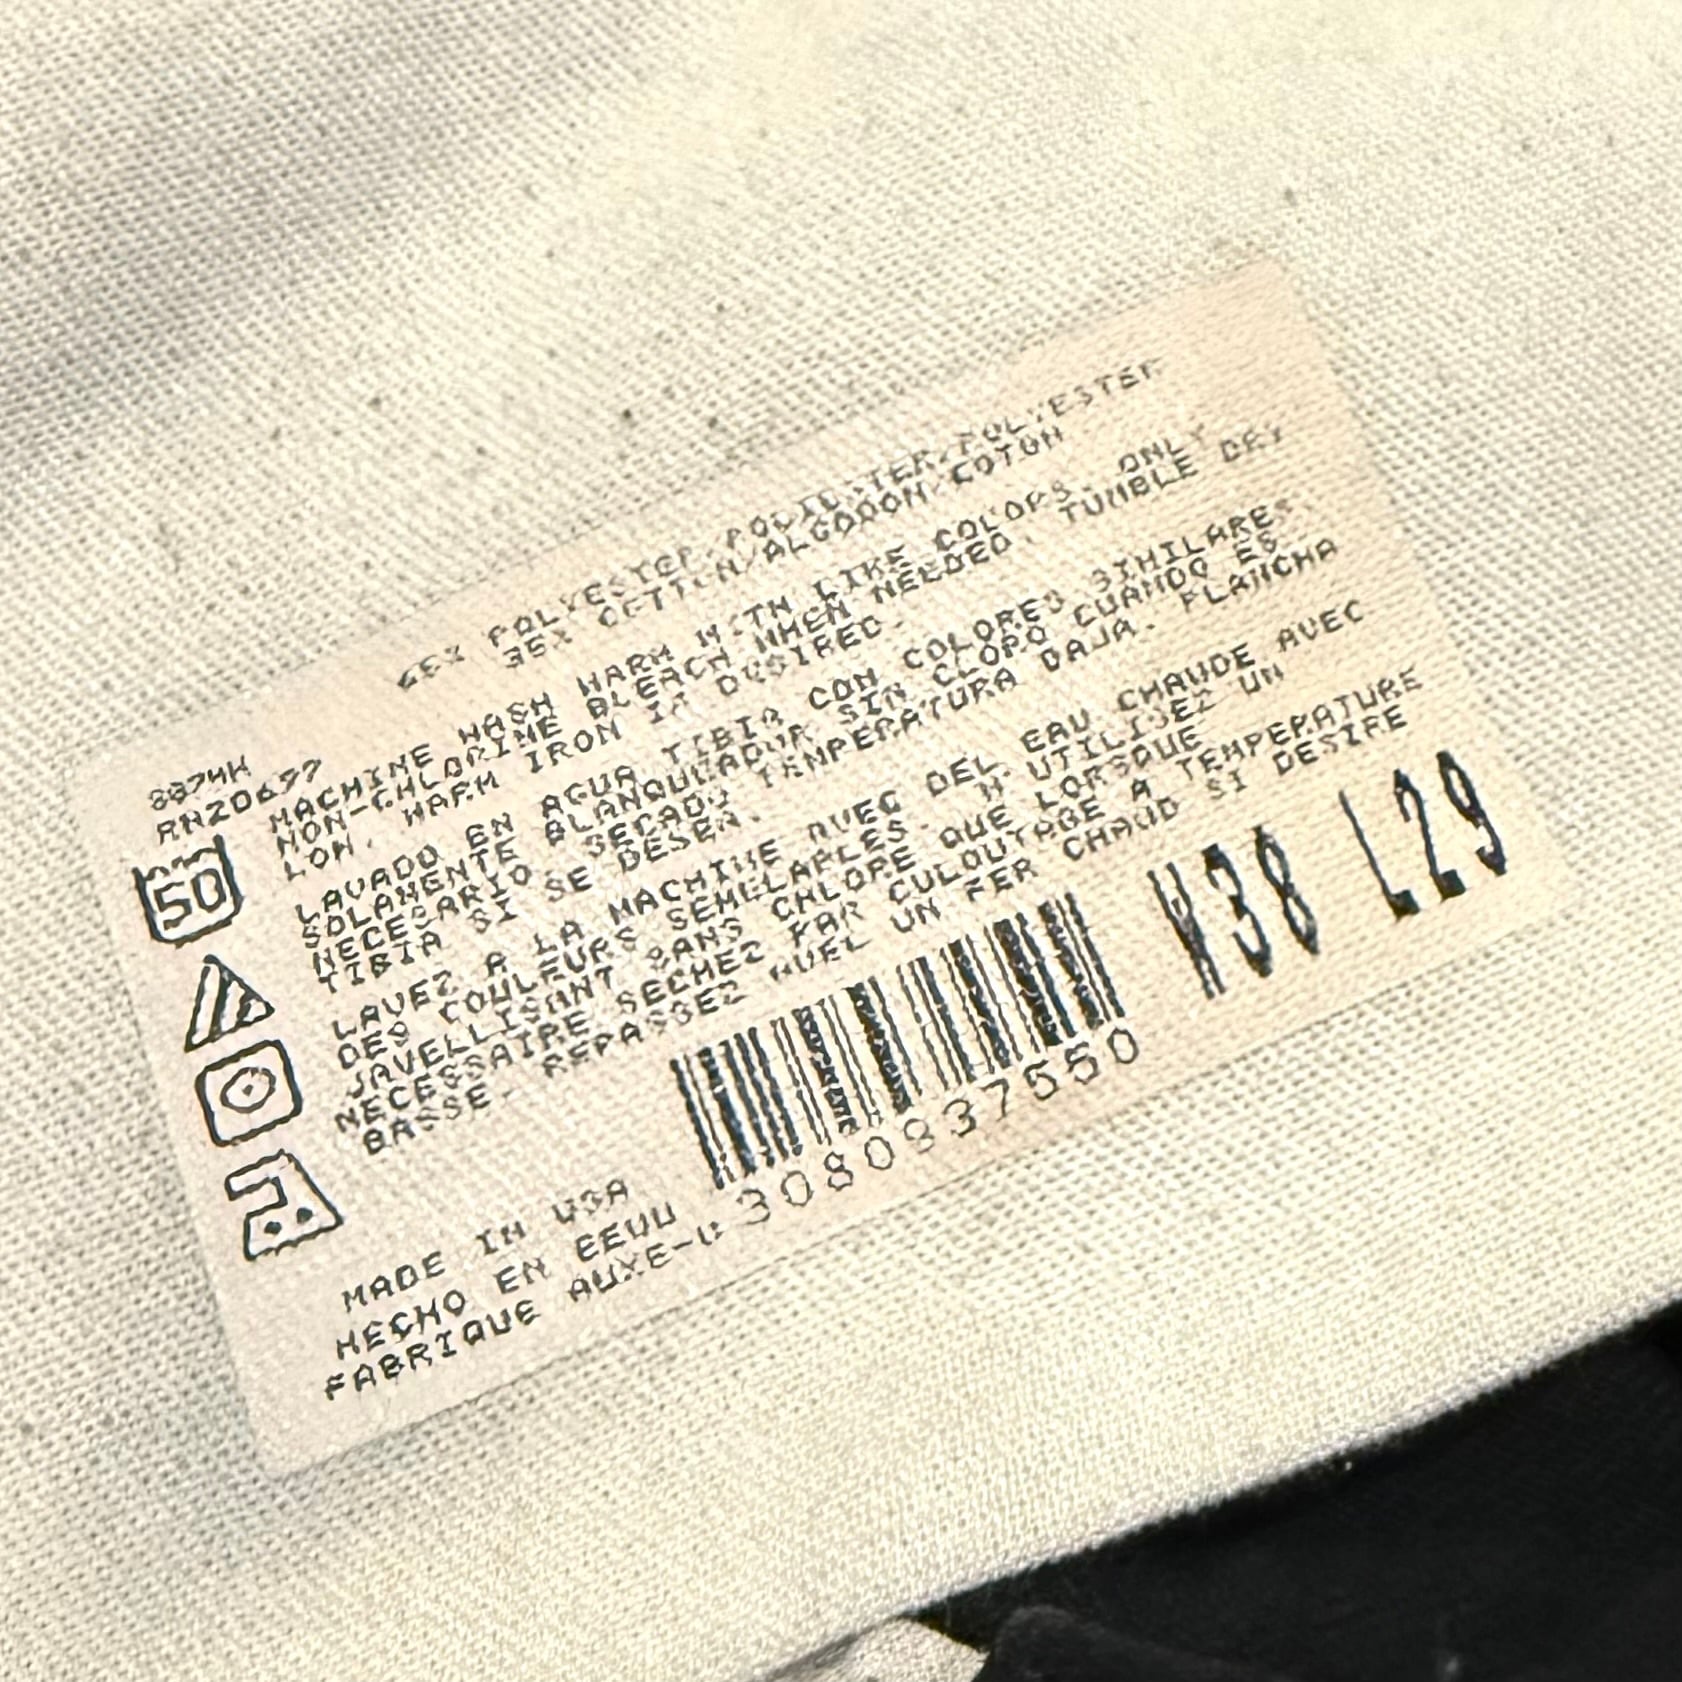 65% POLYESTER/POLIESTER/POLYESTER
35% COTTON/ALGODON/COTON
MACHINE WASH WARM WITH LIKE COLORS. ONLY
NON-CHLORINE BLEACH WHEN NEEDED. TUMBLE DRY
LOW. WARM IRON IF DESIRED.
LAVADO EN AGUA TIBIA CON COLORES SIMILARES.
SOLAMENTE BLANQUEADOR SIN CLORO CUANDO ES
NECESARIO. SECADO TEMPERATURA BAJA. PLANCHA
TIBIA SI SE DESEA.
LAVEZ A LA MACHINE AVEC DEL EAU CHAUDE AVEC
DES COULEURS SEMBLABLES. N'UTILISEZ UN
JAVELLISANT SANS CHLORE QUE LORSQUE
NECESSAIRE. SECHEZ PAR CULBUTAGE A TEMPERATURE
BASSE. REPASSEZ AVEC UN FER CHAUD SI DESIRE
50
W38 L29
MADE IN USA
HECHO EN EEUU
FABRIQUE AUX E-U